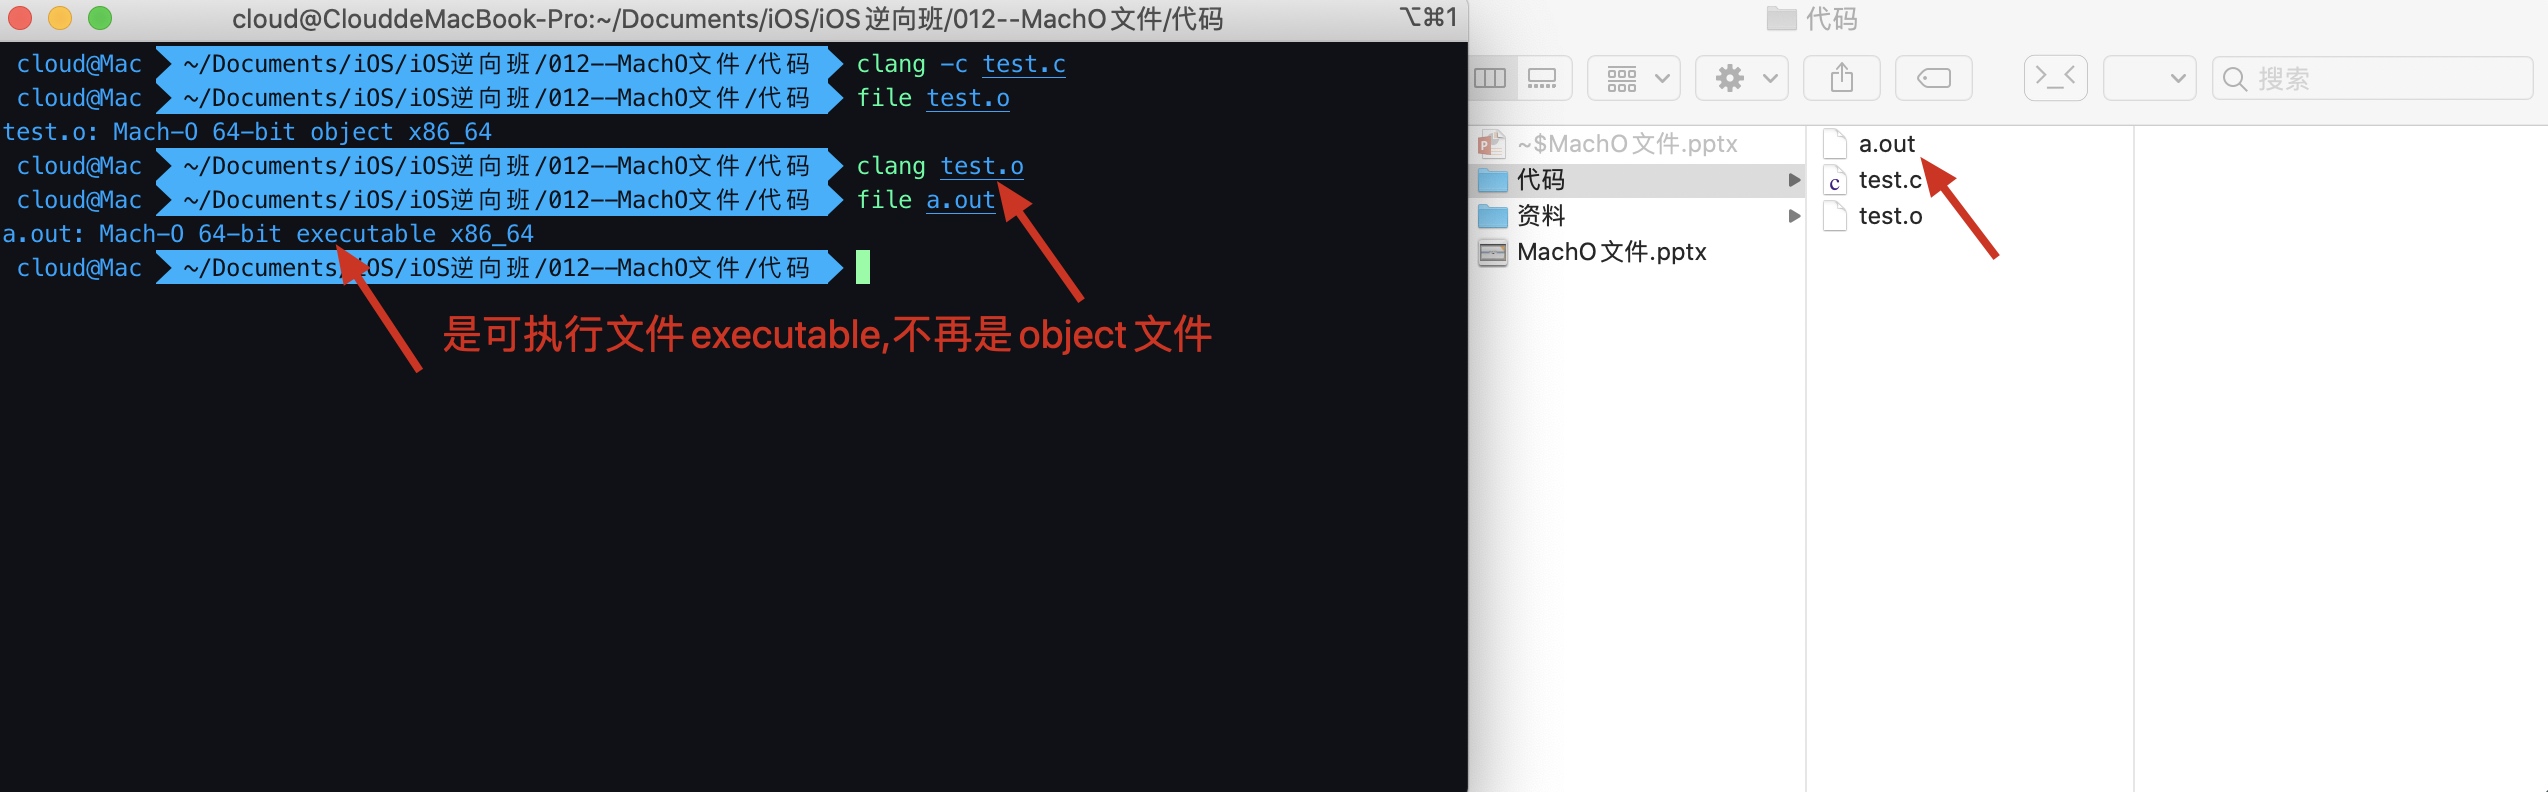 cloud@ClouddeMacBook-Pro:~/Documents/iOS/iOS逆向班/012--MachO文件/代码 ⌥⌘1
cloud@Mac ~/Documents/iOS/iOS逆向班/012--MachO文件/代码 clang -c test.c
cloud@Mac ~/Documents/iOS/iOS逆向班/012--MachO文件/代码 file test.o
test.o: Mach-O 64-bit object x86_64
cloud@Mac ~/Documents/iOS/iOS逆向班/012--MachO文件/代码 clang test.o
cloud@Mac ~/Documents/iOS/iOS逆向班/012--MachO文件/代码 file a.out
a.out: Mach-O 64-bit executable x86_64
cloud@Mac ~/Documents/iOS/iOS逆向班/012--MachO文件/代码
是可执行文件executable,不再是object文件
代码
搜索
~$MachO文件.pptx
代码
资料
MachO文件.pptx
a.out
test.c
test.o